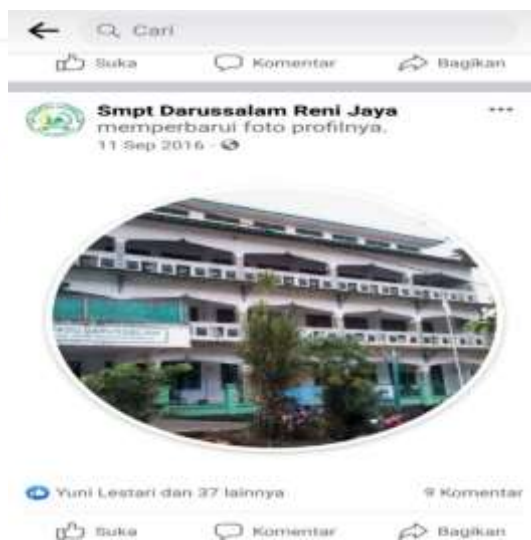 Cari
Suka Komentar Bagikan
Smpt Darussalam Reni Jaya
memperbarui foto profilnya.
11 Sep 2016
Yuni Lestari dan 37 lainnya 9 Komentar
Suka Komentar Bagikan